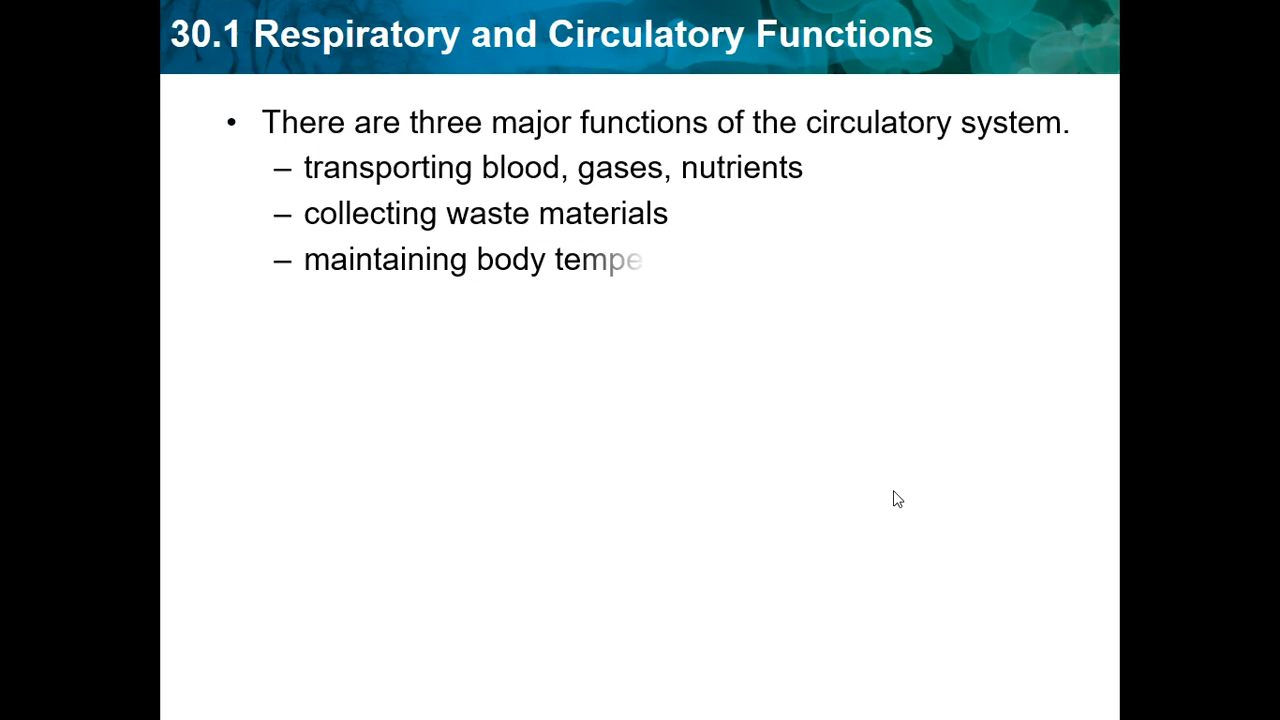 30.1 Respiratory and Circulatory Functions
• There are three major functions of the circulatory system.
– transporting blood, gases, nutrients
– collecting waste materials
– maintaining body tempe